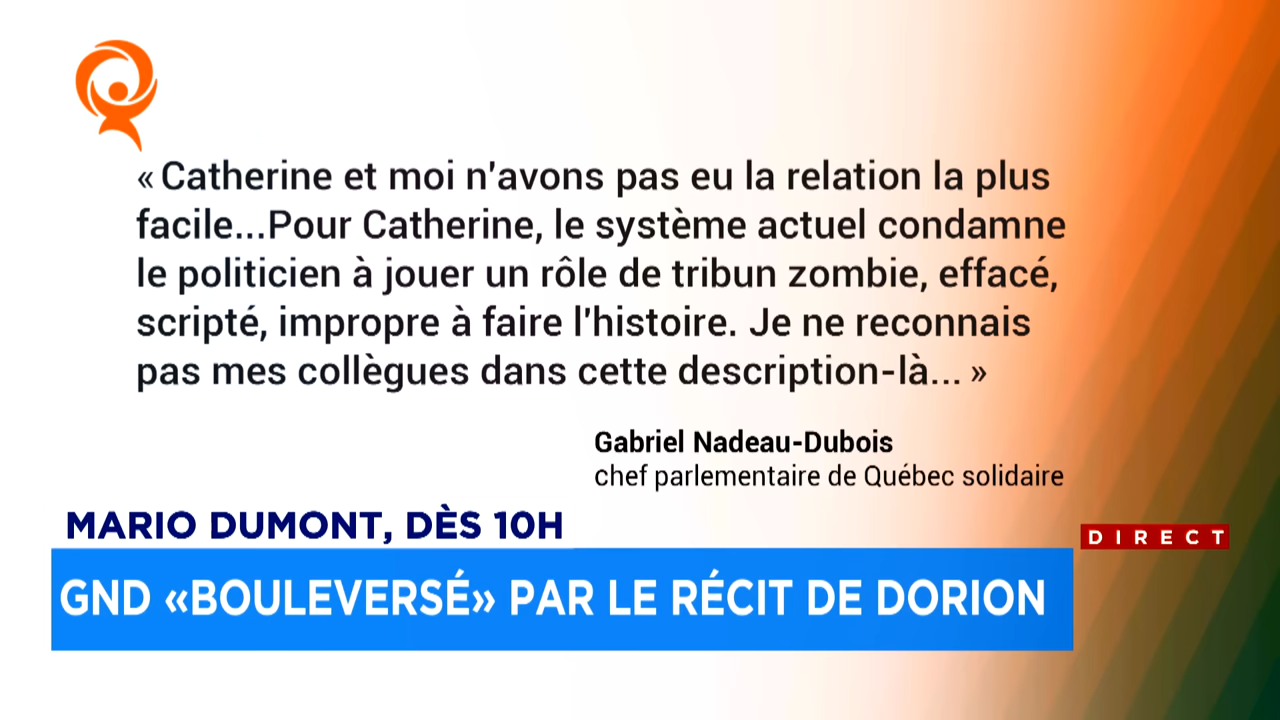 « Catherine et moi n'avons pas eu la relation la plus
facile...Pour Catherine, le système actuel condamne
le politicien à jouer un rôle de tribun zombie, effacé,
scripté, impropre à faire l'histoire. Je ne reconnais
pas mes collègues dans cette description-là... »
Gabriel Nadeau-Dubois
chef parlementaire de Québec solidaire
MARIO DUMONT, DÈS 10H
DIRECT
GND «BOULEVERSÉ» PAR LE RÉCIT DE DORION